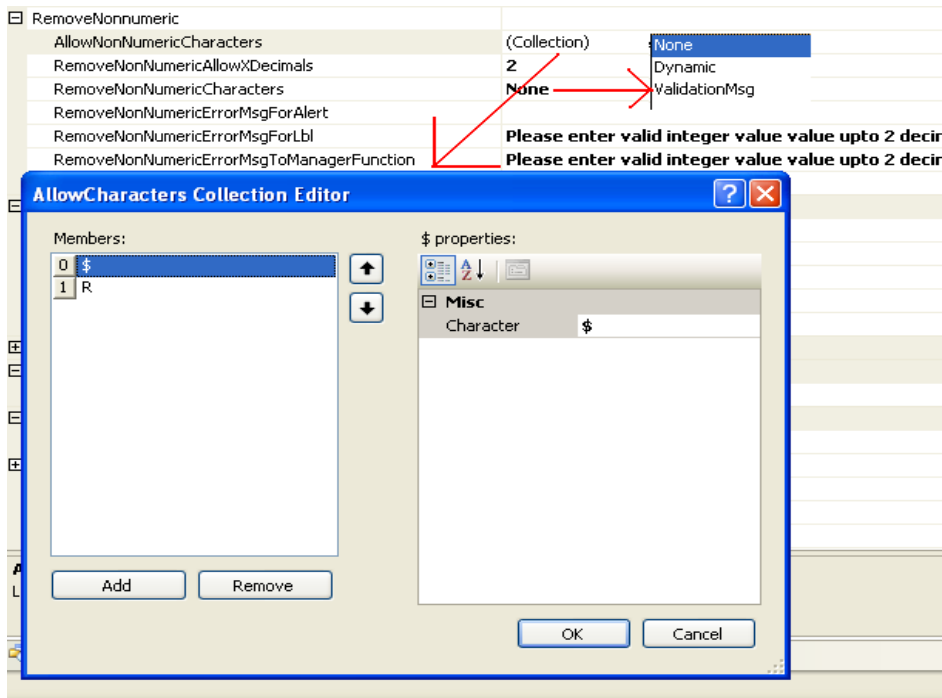 RemoveNonnumeric
AllowNonNumericCharacters (Collection)
None
RemoveNonNumericAllowXDecimals 2
Dynamic
RemoveNonNumericCharacters None
ValidationMsg
RemoveNonNumericErrorMsgForAlert
RemoveNonNumericErrorMsgForLbl Please enter valid integer value value upto 2 decir
RemoveNonNumericErrorMsgToManagerFunction Please enter valid integer value value upto 2 decir
AllowCharacters Collection Editor
Members:
0 $
1 R
Add Remove
$ properties:
Misc
Character $
OK Cancel